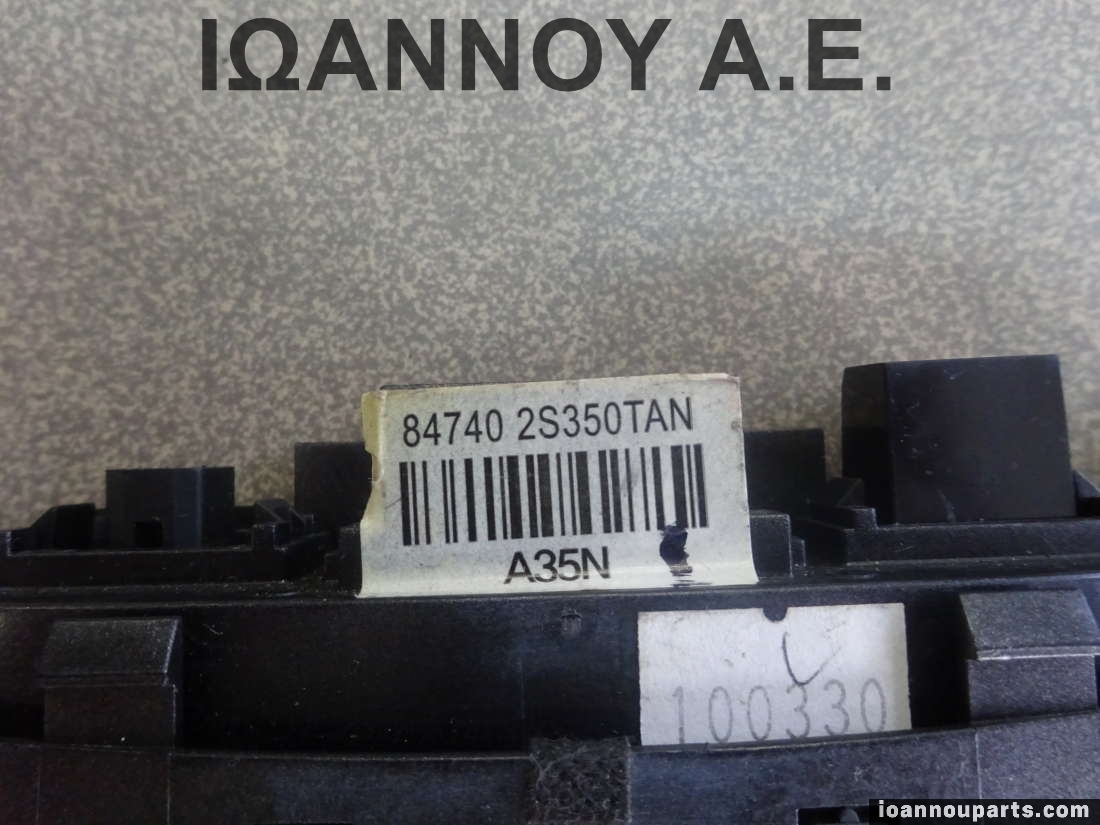 ΙΩΑΝΝΟΥ Α.Ε.
84740 2S350TAN
A35N
100330
ioannouparts.com